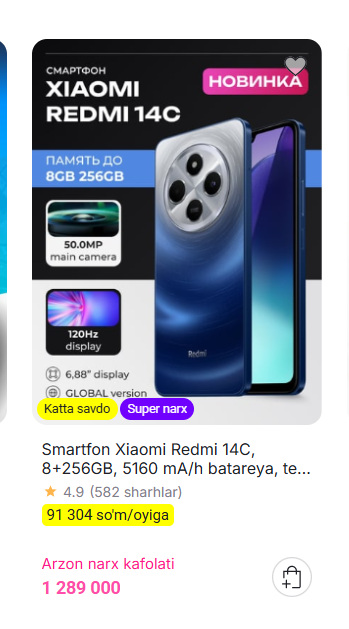 СМАРТФОН
XIAOMI
REDMI 14C
НОВИНКА
ПАМЯТЬ ДО
8GB 256GB
50.0MP
main camera
120Hz
display
6,88” display
GLOBAL version
Redmi
Katta savdo
Super narx
Smartfon Xiaomi Redmi 14C,
8+256GB, 5160 mA/h batareya, te...
4.9 (582 sharhlar)
91 304 so'm/oyiga
Arzon narx kafolati
1 289 000